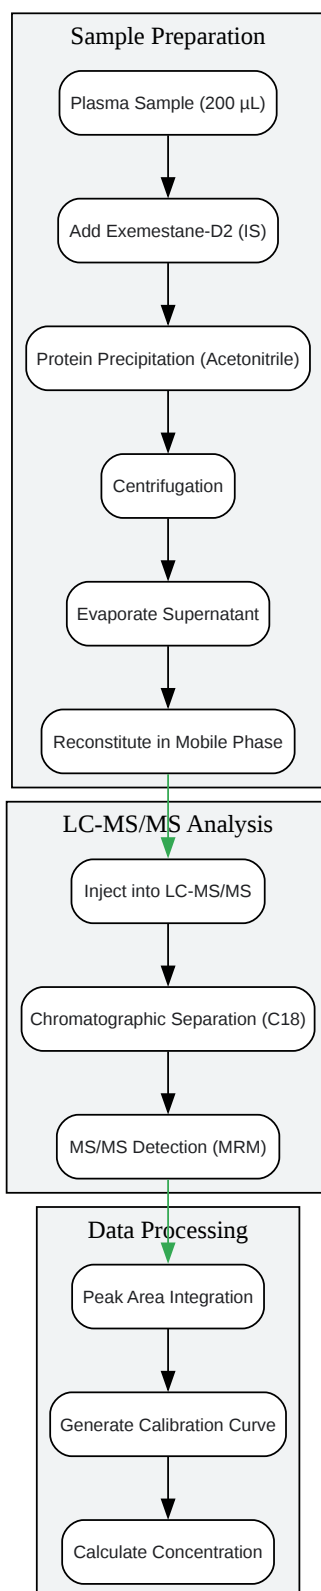 Sample Preparation
Plasma Sample (200 µL)
Add Exemestane-D2 (IS)
Protein Precipitation (Acetonitrile)
Centrifugation
Evaporate Supernatant
Reconstitute in Mobile Phase
LC-MS/MS Analysis
Inject into LC-MS/MS
Chromatographic Separation (C18)
MS/MS Detection (MRM)
Data Processing
Peak Area Integration
Generate Calibration Curve
Calculate Concentration